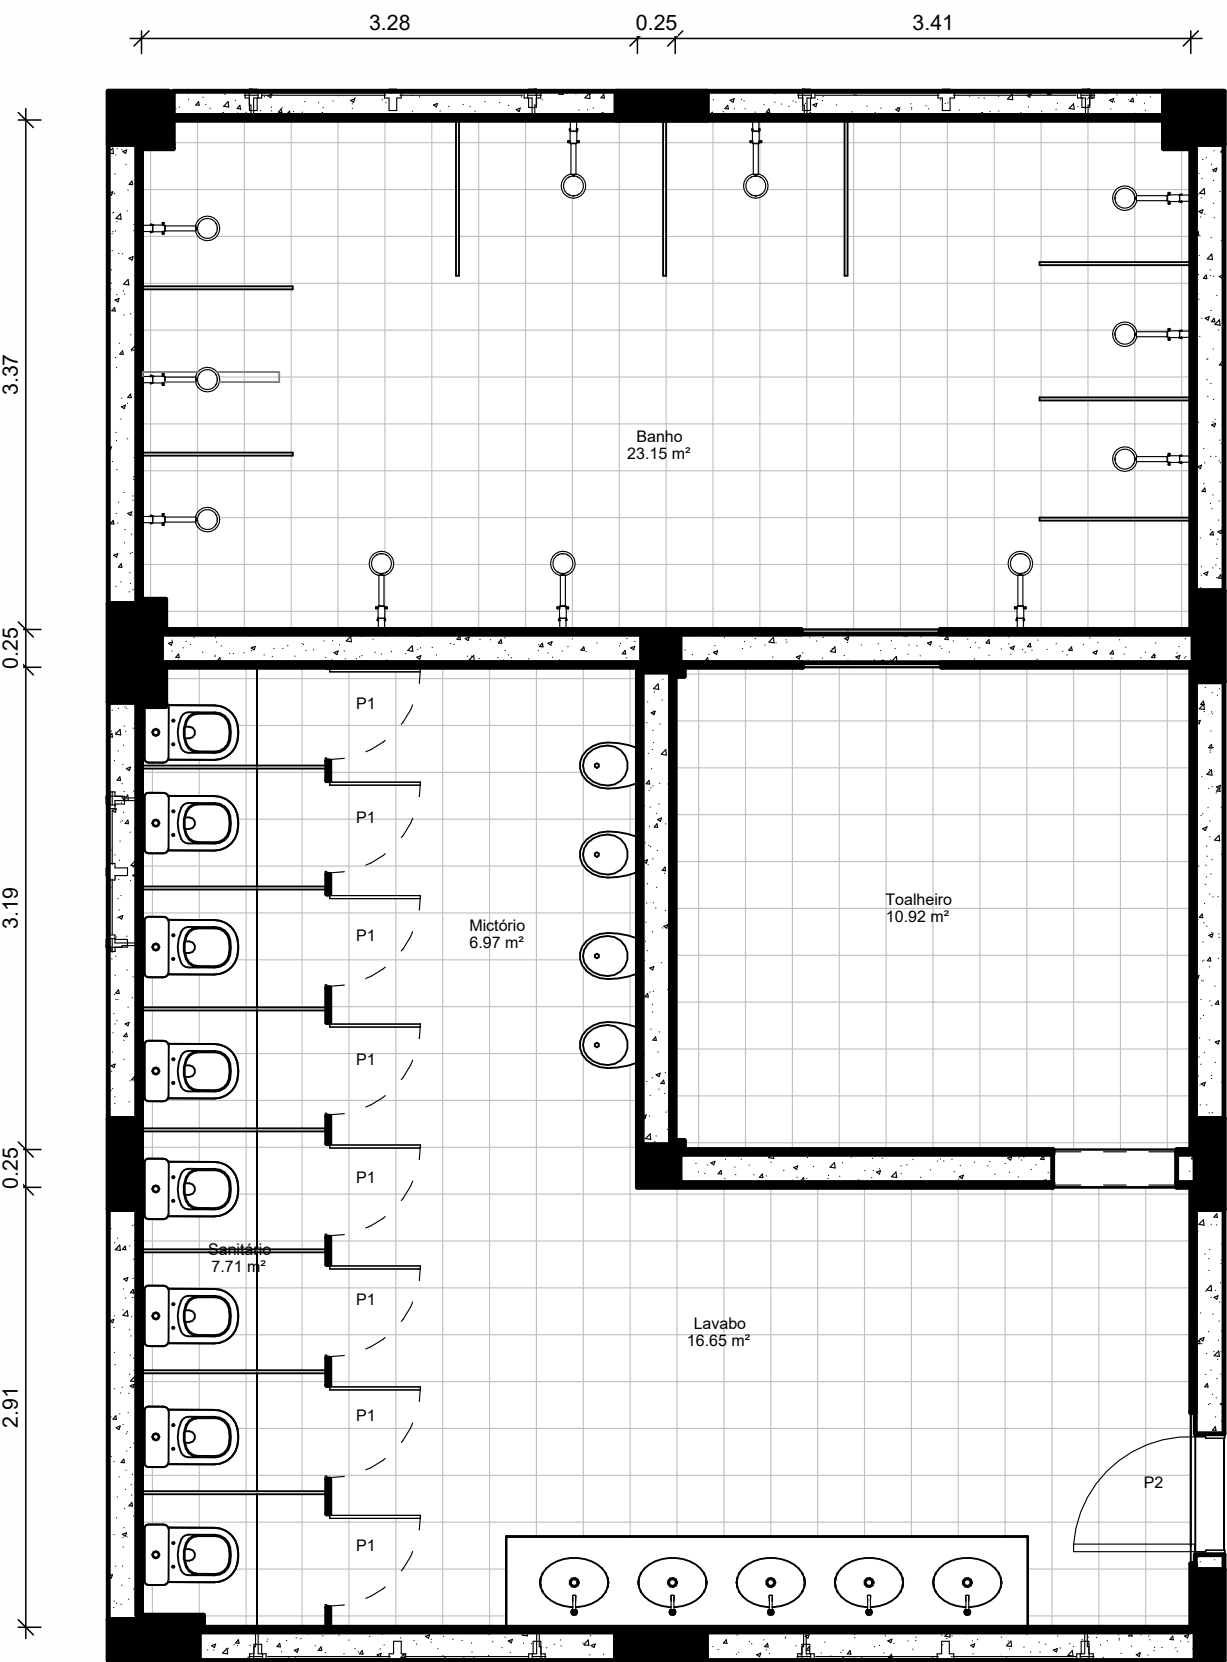 3.28
0.25
3.41
3.37
Banho
23.15 m²
0.25
P1
P1
3.19
Toalheiro
10.92 m²
Mictório
6.97 m²
P1
P1
0.25
P1
Sanitário
7.71 m²
P1
Lavabo
16.65 m²
2.91
P1
P2
P1